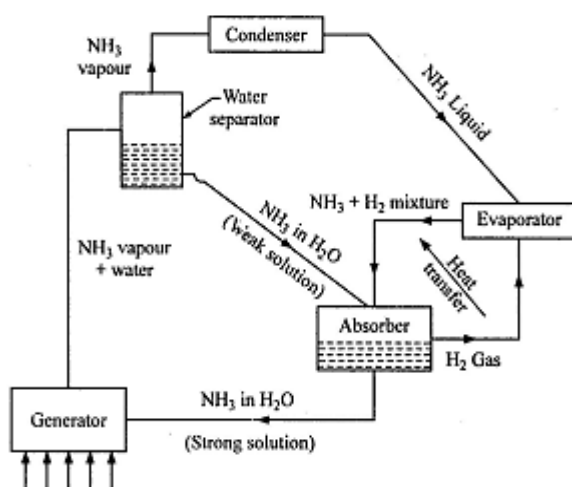 Condenser
NH₃
vapour
Water
separator
NH₃ Liquid
NH₃ + H₂ mixture
Evaporator
NH₃ in H₂O
(Weak solution)
Heat
transfer
NH₃ vapour
+ water
Absorber
H₂ Gas
NH₃ in H₂O
(Strong solution)
Generator